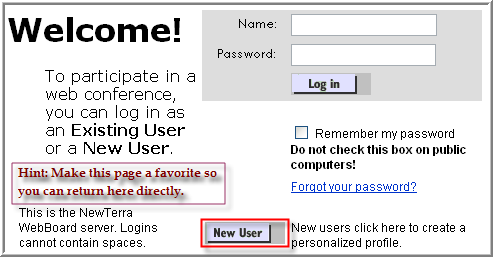 Welcome!
To participate in a
web conference,
you can log in as
an Existing User
or a New User.
Hint: Make this page a favorite so
you can return here directly.
This is the NewTerra
WebBoard server. Logins
cannot contain spaces.
Name:
Password:
Log in
Remember my password
Do not check this box on public
computers!
Forgot your password?
New User
New users click here to create a
personalized profile.